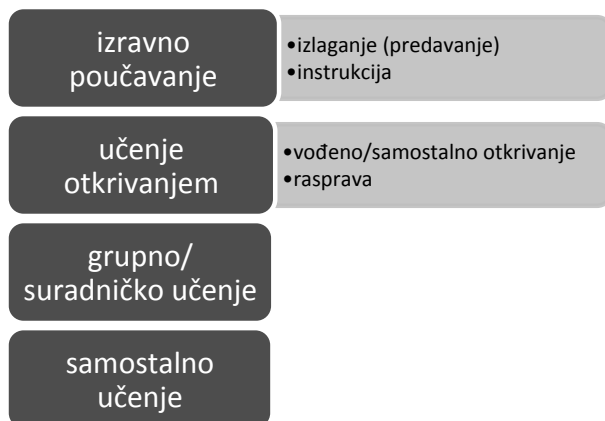 izravno
poučavanje
•izlaganje (predavanje)
•instrukcija
učenje
otkrivanjem
•vođeno/samostalno otkrivanje
•rasprava
grupno/
suradničko učenje
samostalno
učenje